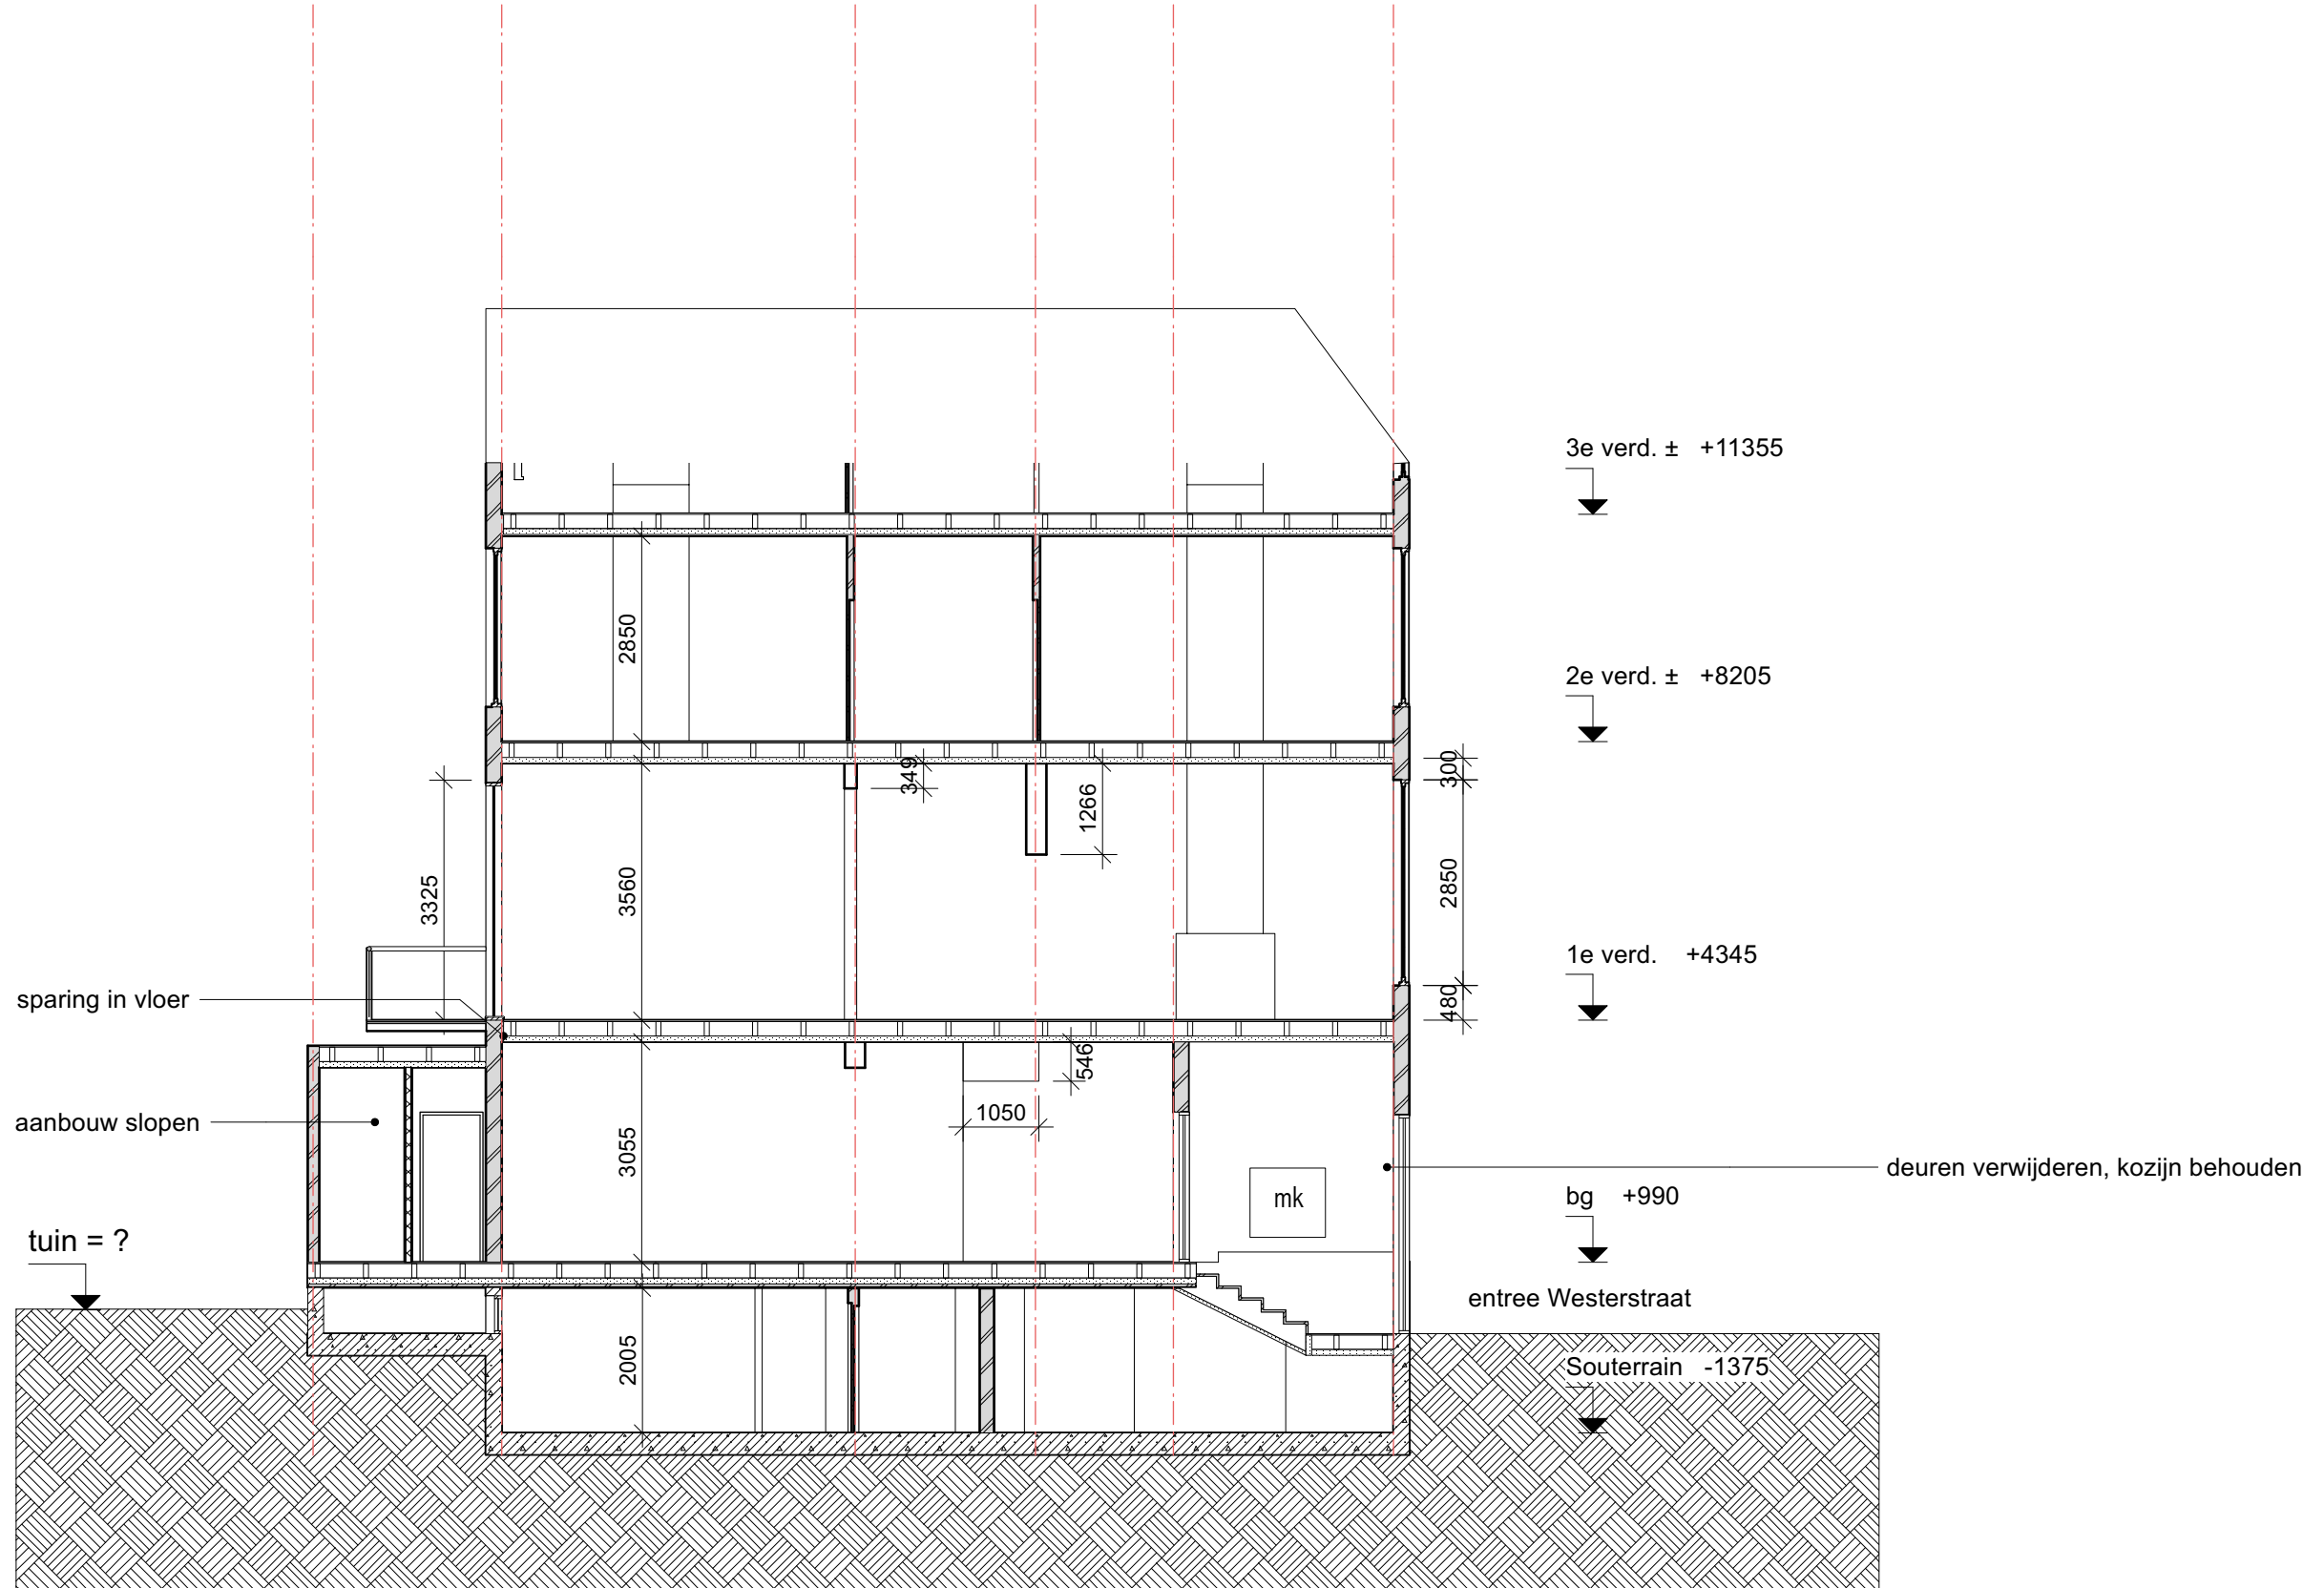 3e verd. ± +11355
2850
2e verd. ± +8205
349
300
1266
3325
3560
2850
1e verd. +4345
sparing in vloer
480
546
1050
aanbouw slopen
3055
deuren verwijderen, kozijn behouden
mk
bg +990
tuin = ?
entree Westerstraat
2005
Souterrain -1375